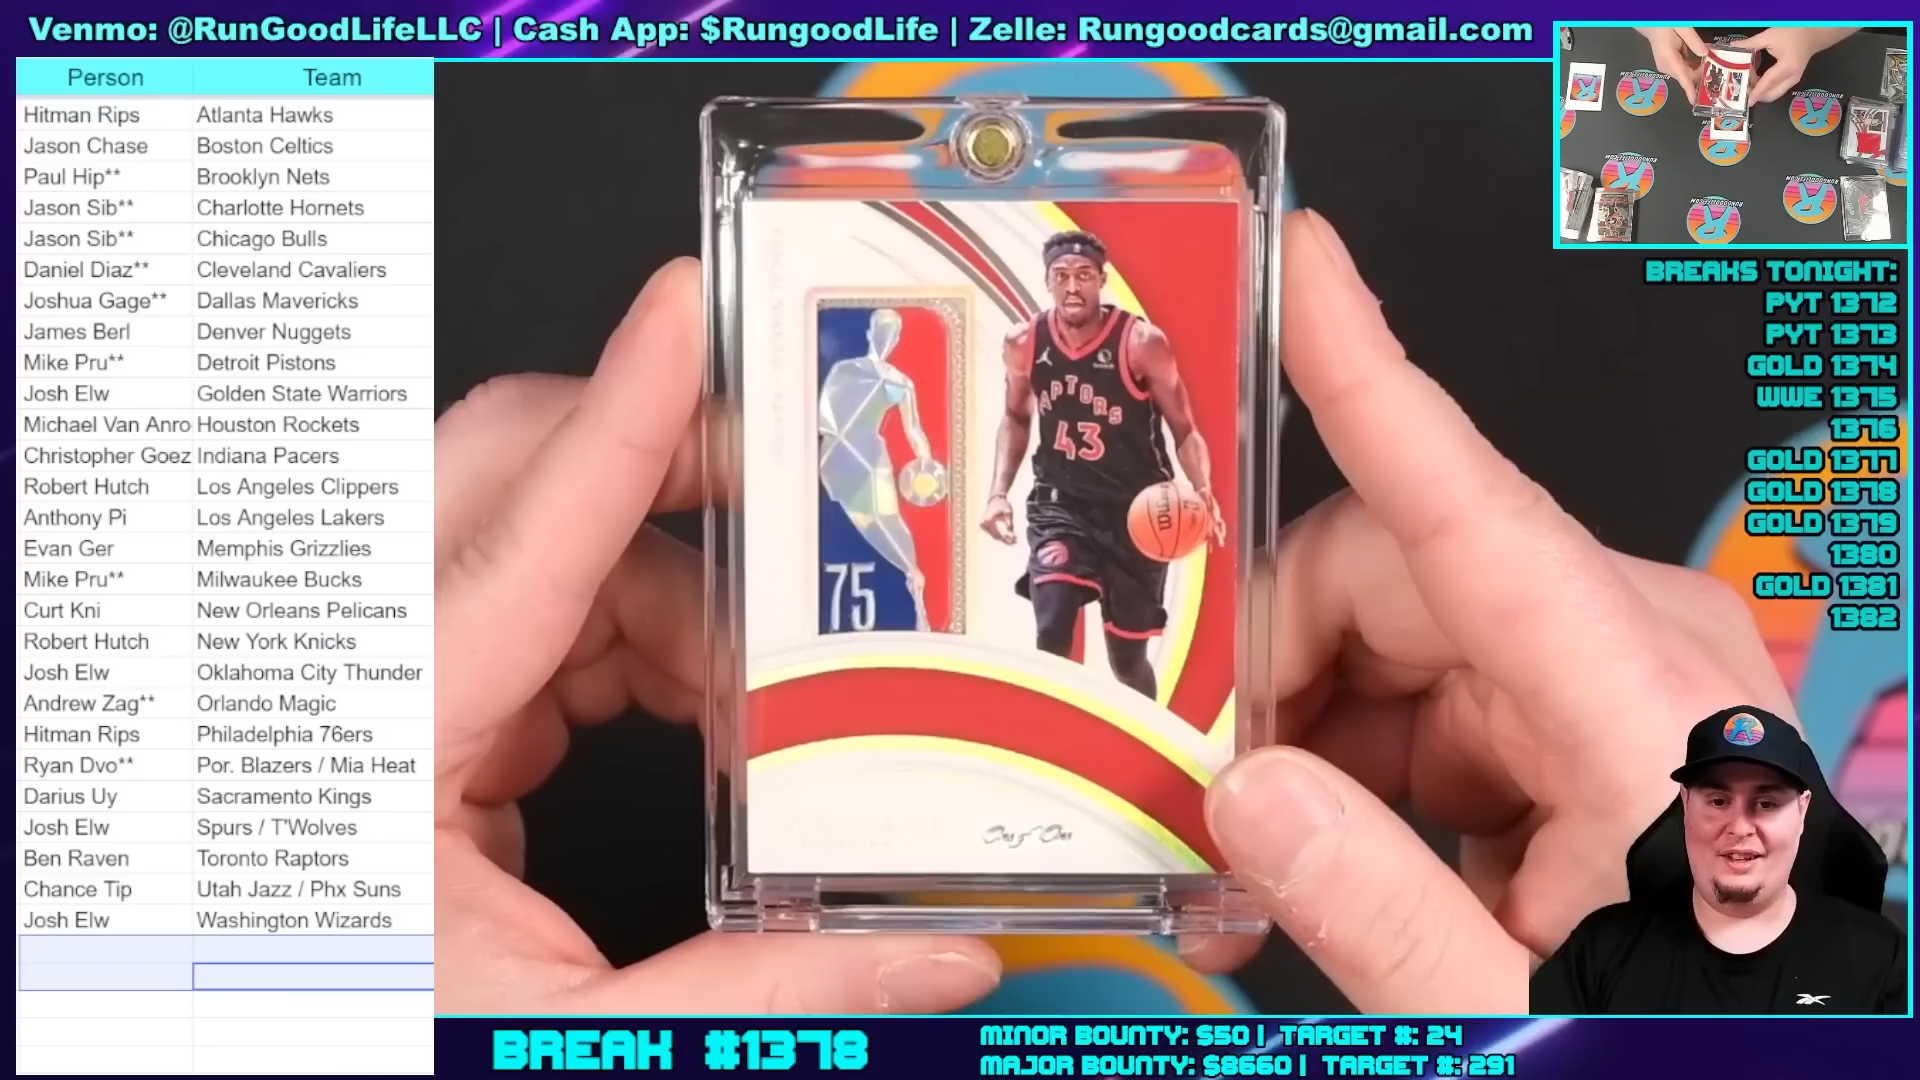 Venmo: @RunGoodLifeLLC | Cash App: $RungoodLife | Zelle: Rungoodcards@gmail.com
Person Team
Hitman Rips Atlanta Hawks
Jason Chase Boston Celtics
Paul Hip** Brooklyn Nets
Jason Sib** Charlotte Hornets
Jason Sib** Chicago Bulls
Daniel Diaz** Cleveland Cavaliers
Joshua Gage** Dallas Mavericks
James Berl Denver Nuggets
Mike Pru** Detroit Pistons
Josh Elw Golden State Warriors
Michael Van Anro Houston Rockets
Christopher Goez Indiana Pacers
Robert Hutch Los Angeles Clippers
Anthony Pi Los Angeles Lakers
Evan Ger Memphis Grizzlies
Mike Pru** Milwaukee Bucks
Curt Kni New Orleans Pelicans
Robert Hutch New York Knicks
Josh Elw Oklahoma City Thunder
Andrew Zag** Orlando Magic
Hitman Rips Philadelphia 76ers
Ryan Dvo** Por. Blazers / Mia Heat
Darius Uy Sacramento Kings
Josh Elw Spurs / T'Wolves
Ben Raven Toronto Raptors
Chance Tip Utah Jazz / Phx Suns
Josh Elw Washington Wizards
75
RAPTORS
43
One of One
BREAKS TONIGHT:
PYT 1372
PYT 1373
GOLD 1374
WWE 1375
1376
GOLD 1377
GOLD 1378
GOLD 1379
1380
GOLD 1381
1382
BREAK #1378
MINOR BOUNTY: $50 | TARGET #: 24
MAJOR BOUNTY: $8660 | TARGET #: 291